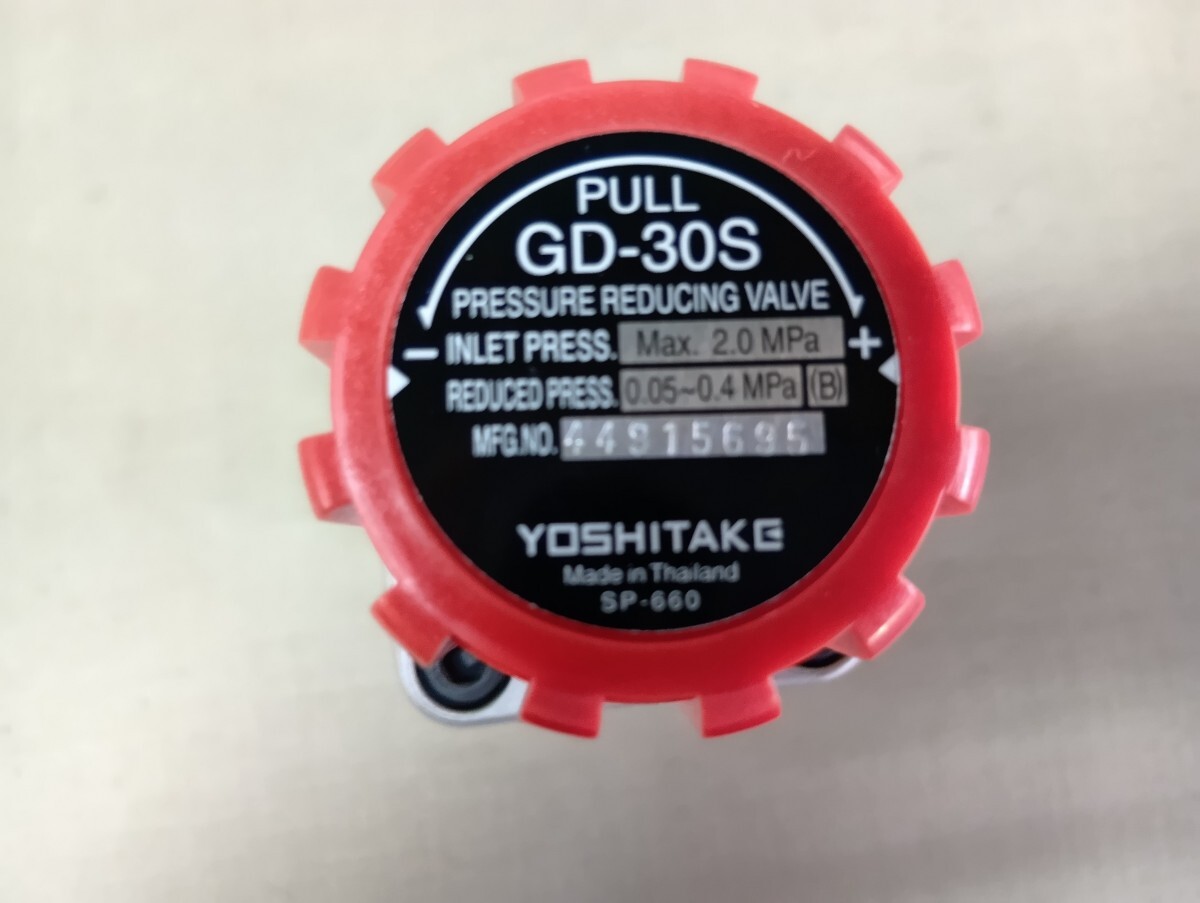 PULL
GD-30S
PRESSURE REDUCING VALVE
− INLET PRESS. Max. 2.0 MPa +
REDUCED PRESS. 0.05~0.4 MPa (B)
MFG.NO. 44915695
YOSHITAKE
Made in Thailand
SP-660